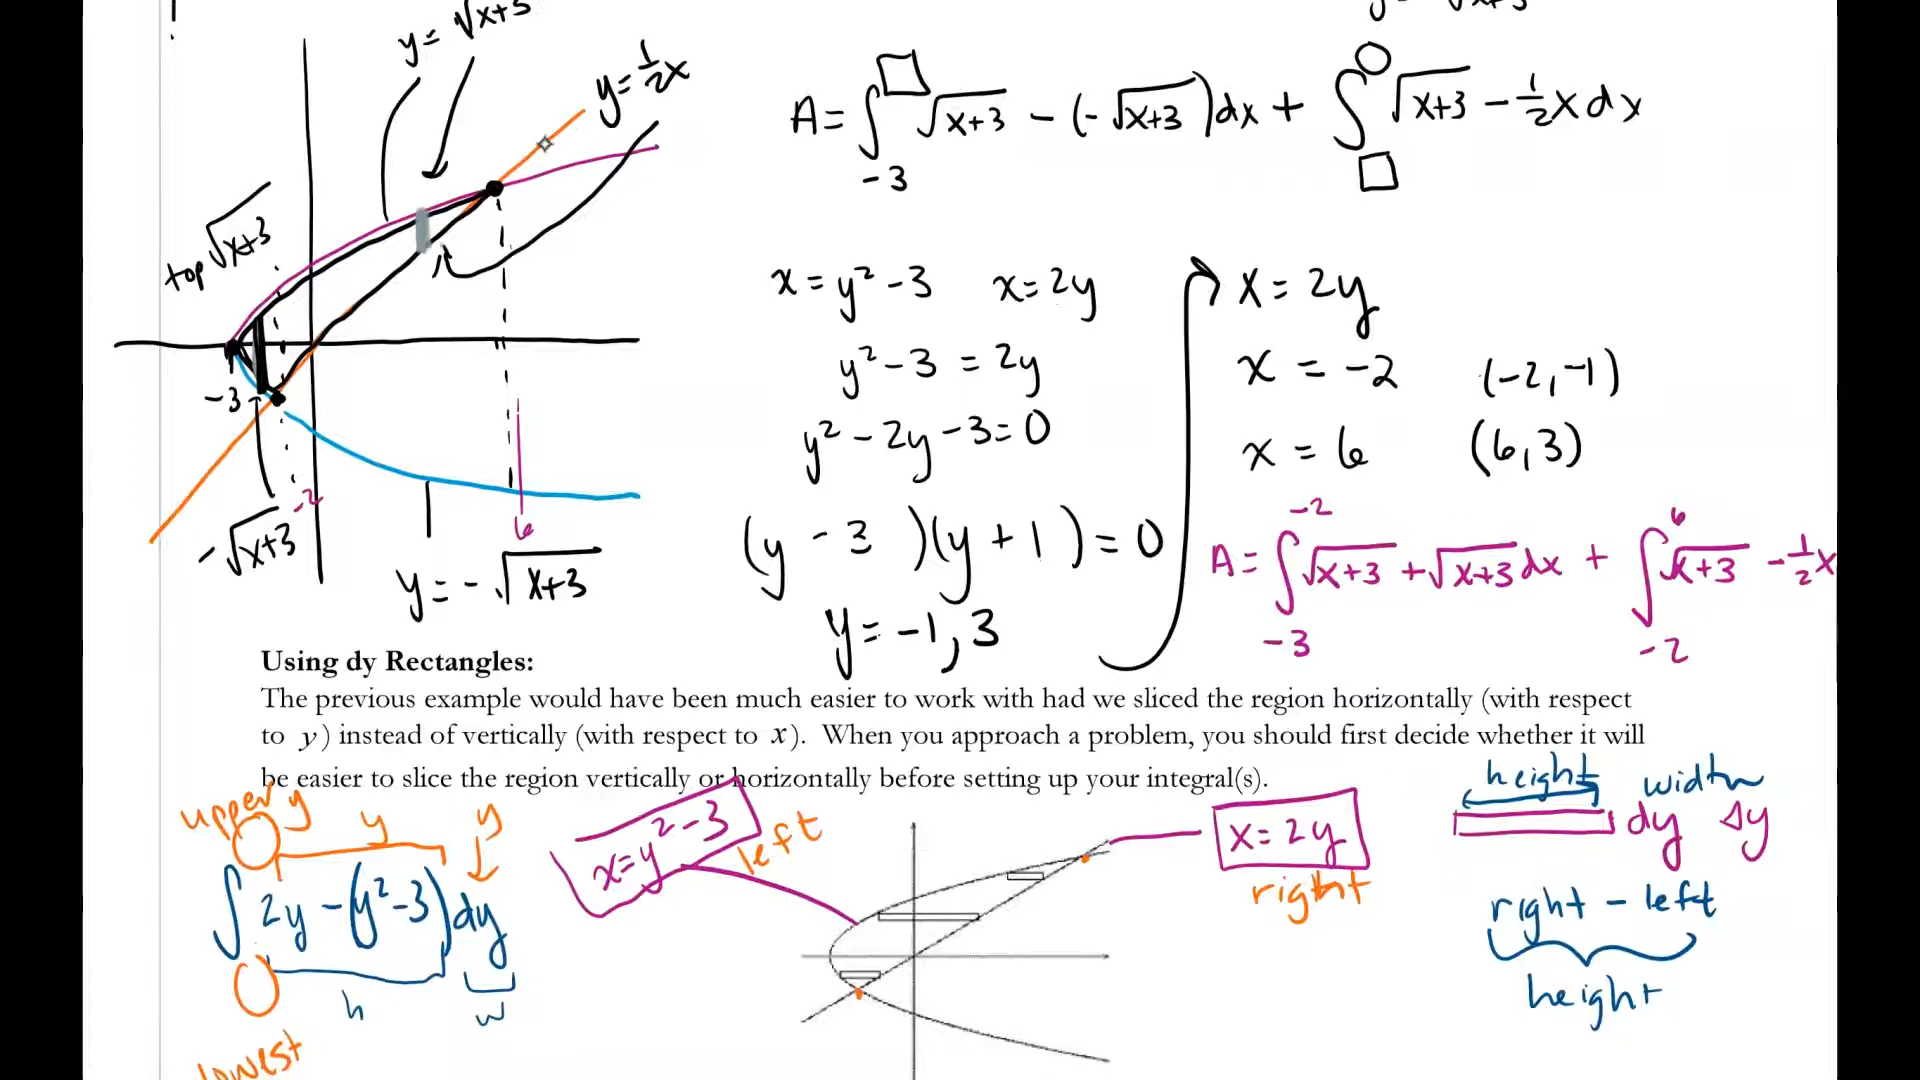 y = √x+3
y = ½x
A = ∫₋₃^□ √x+3 − (−√x+3)dx + ∫_□^○ √x+3 − ½x dx
top √x+3
−3
−2
6
−√x+3
y = −√x+3
x = y² − 3    x = 2y
y² − 3 = 2y
y² − 2y − 3 = 0
(y − 3)(y + 1) = 0
y = −1, 3
x = 2y
x = −2    (−2, −1)
x = 6    (6, 3)
A = ∫₋₃^−2 √x+3 + √x+3 dx + ∫₋₂^6 √x+3 − ½x
Using dy Rectangles:
The previous example would have been much easier to work with had we sliced the region horizontally (with respect
to y) instead of vertically (with respect to x). When you approach a problem, you should first decide whether it will
be easier to slice the region vertically or horizontally before setting up your integral(s).
upper y
y
y
∫ 2y − (y² − 3) dy
h
w
lowest
x = y² − 3
left
x = 2y
right
height
width
dy Δy
right − left
height